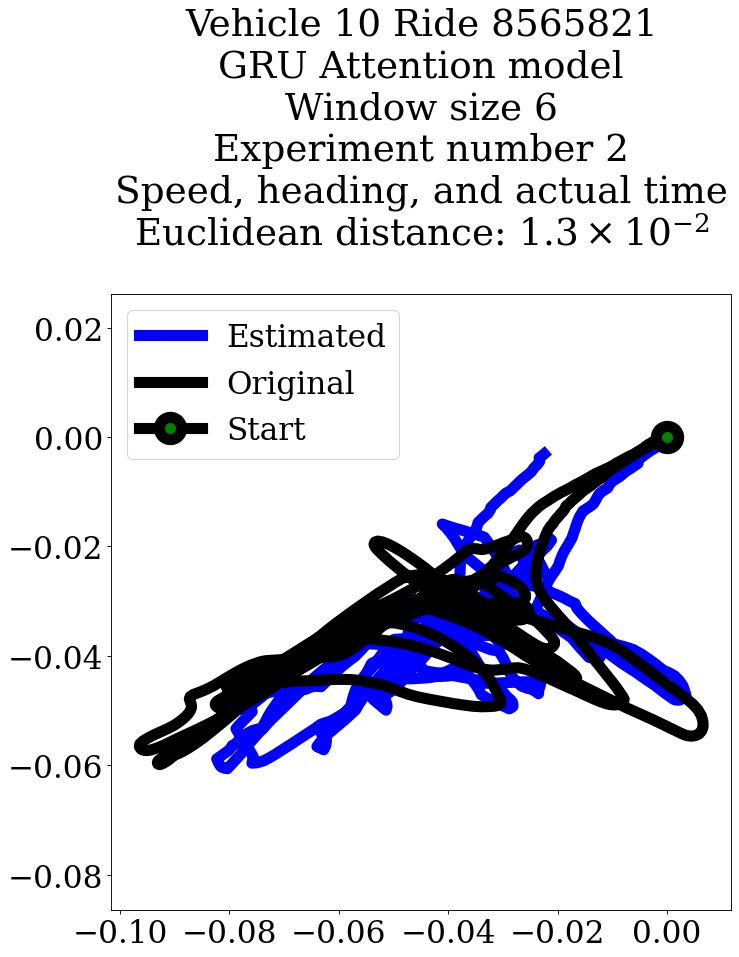 Vehicle 10 Ride 8565821
GRU Attention model
Window size 6
Experiment number 2
Speed, heading, and actual time
Euclidean distance: 1.3 × 10⁻²
Estimated
Original
Start
0.02
0.00
−0.02
−0.04
−0.06
−0.08
−0.10 −0.08 −0.06 −0.04 −0.02 0.00